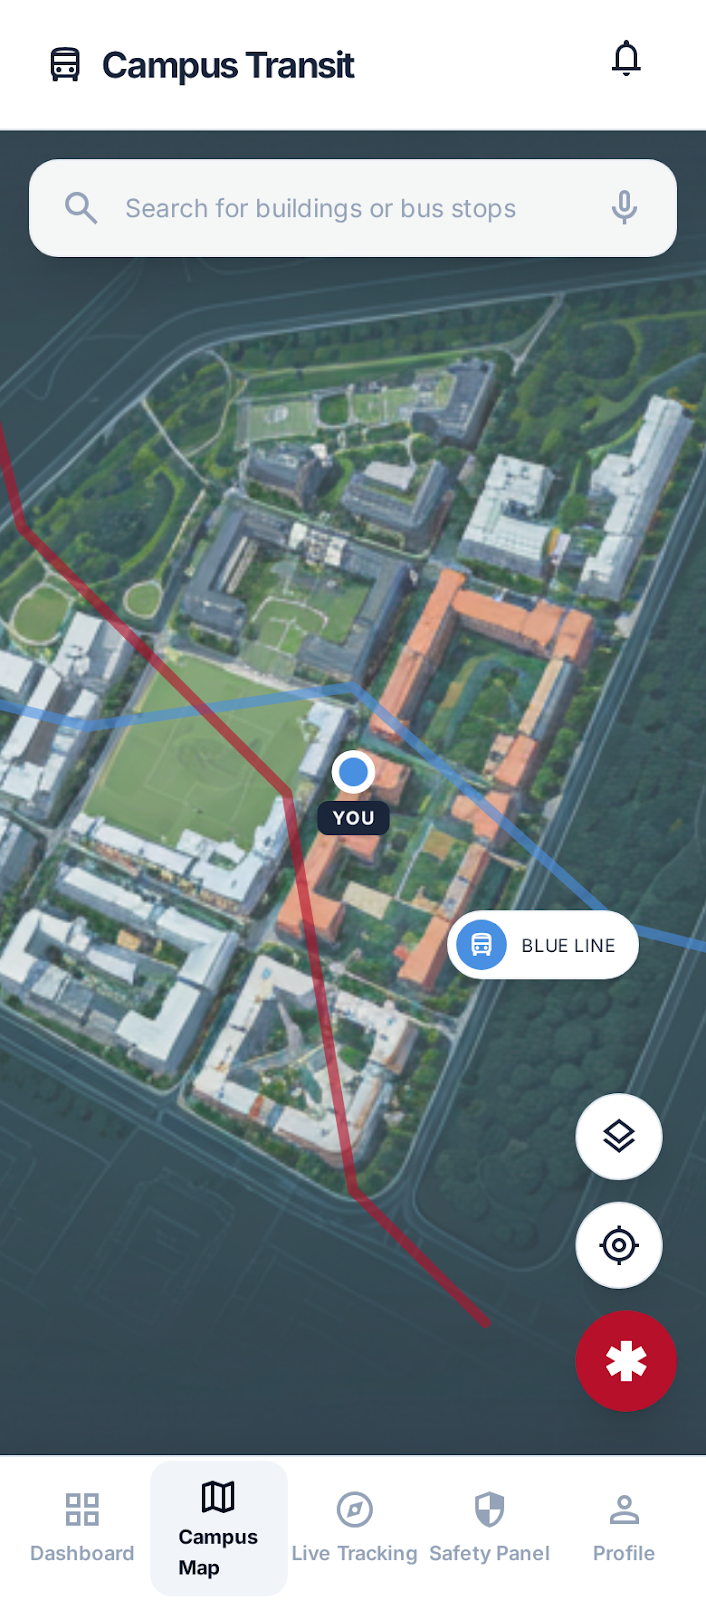 Campus Transit
Search for buildings or bus stops
YOU
BLUE LINE
Dashboard
Campus
Map
Live Tracking
Safety Panel
Profile